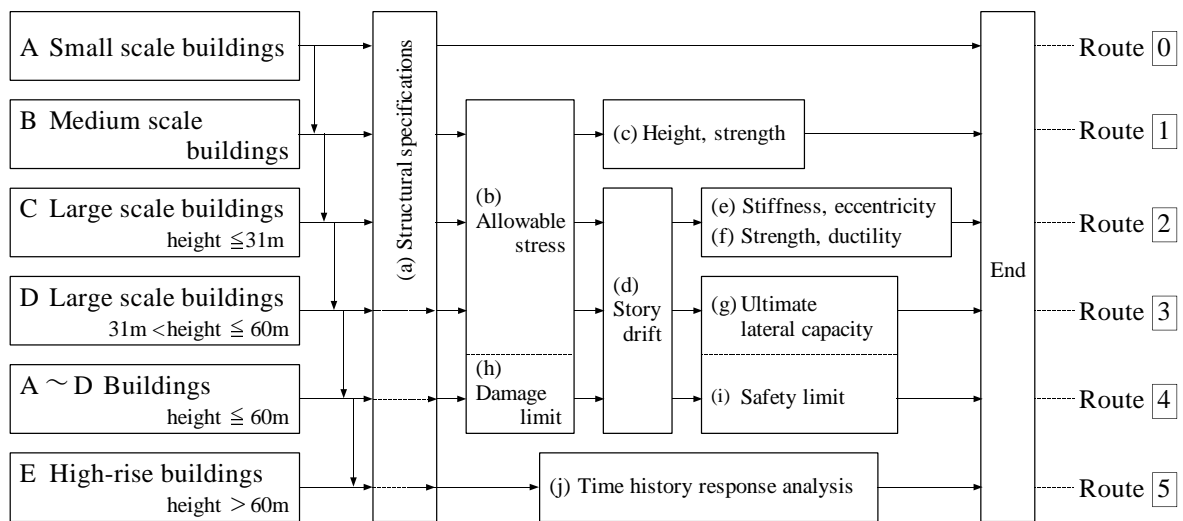 A Small scale buildings
B Medium scale
buildings
C Large scale buildings
height ≦31m
D Large scale buildings
31m <height ≦ 60m
A ～ D Buildings
height ≦ 60m
E High-rise buildings
height ＞60m
(a) Structural specifications
(b)
Allowable
stress
(h)
Damage
limit
(c) Height, strength
(d)
Story
drift
(e) Stiffness, eccentricity
(f) Strength, ductility
(g) Ultimate
lateral capacity
(i) Safety limit
(j) Time history response analysis
End
Route 0
Route 1
Route 2
Route 3
Route 4
Route 5